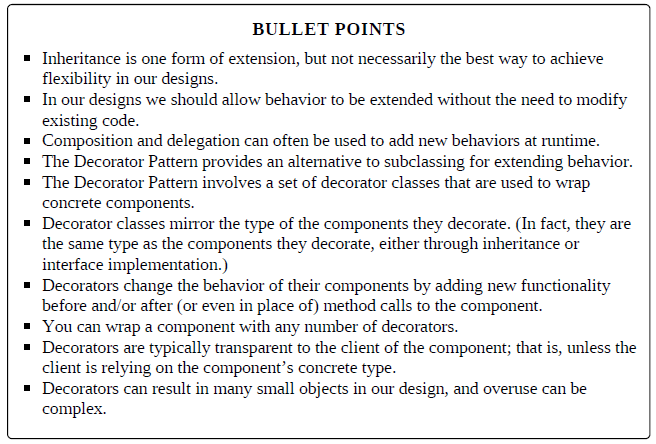 BULLET POINTS
▪ Inheritance is one form of extension, but not necessarily the best way to achieve
flexibility in our designs.
▪ In our designs we should allow behavior to be extended without the need to modify
existing code.
▪ Composition and delegation can often be used to add new behaviors at runtime.
▪ The Decorator Pattern provides an alternative to subclassing for extending behavior.
▪ The Decorator Pattern involves a set of decorator classes that are used to wrap
concrete components.
▪ Decorator classes mirror the type of the components they decorate. (In fact, they are
the same type as the components they decorate, either through inheritance or
interface implementation.)
▪ Decorators change the behavior of their components by adding new functionality
before and/or after (or even in place of) method calls to the component.
▪ You can wrap a component with any number of decorators.
▪ Decorators are typically transparent to the client of the component; that is, unless the
client is relying on the component’s concrete type.
▪ Decorators can result in many small objects in our design, and overuse can be
complex.